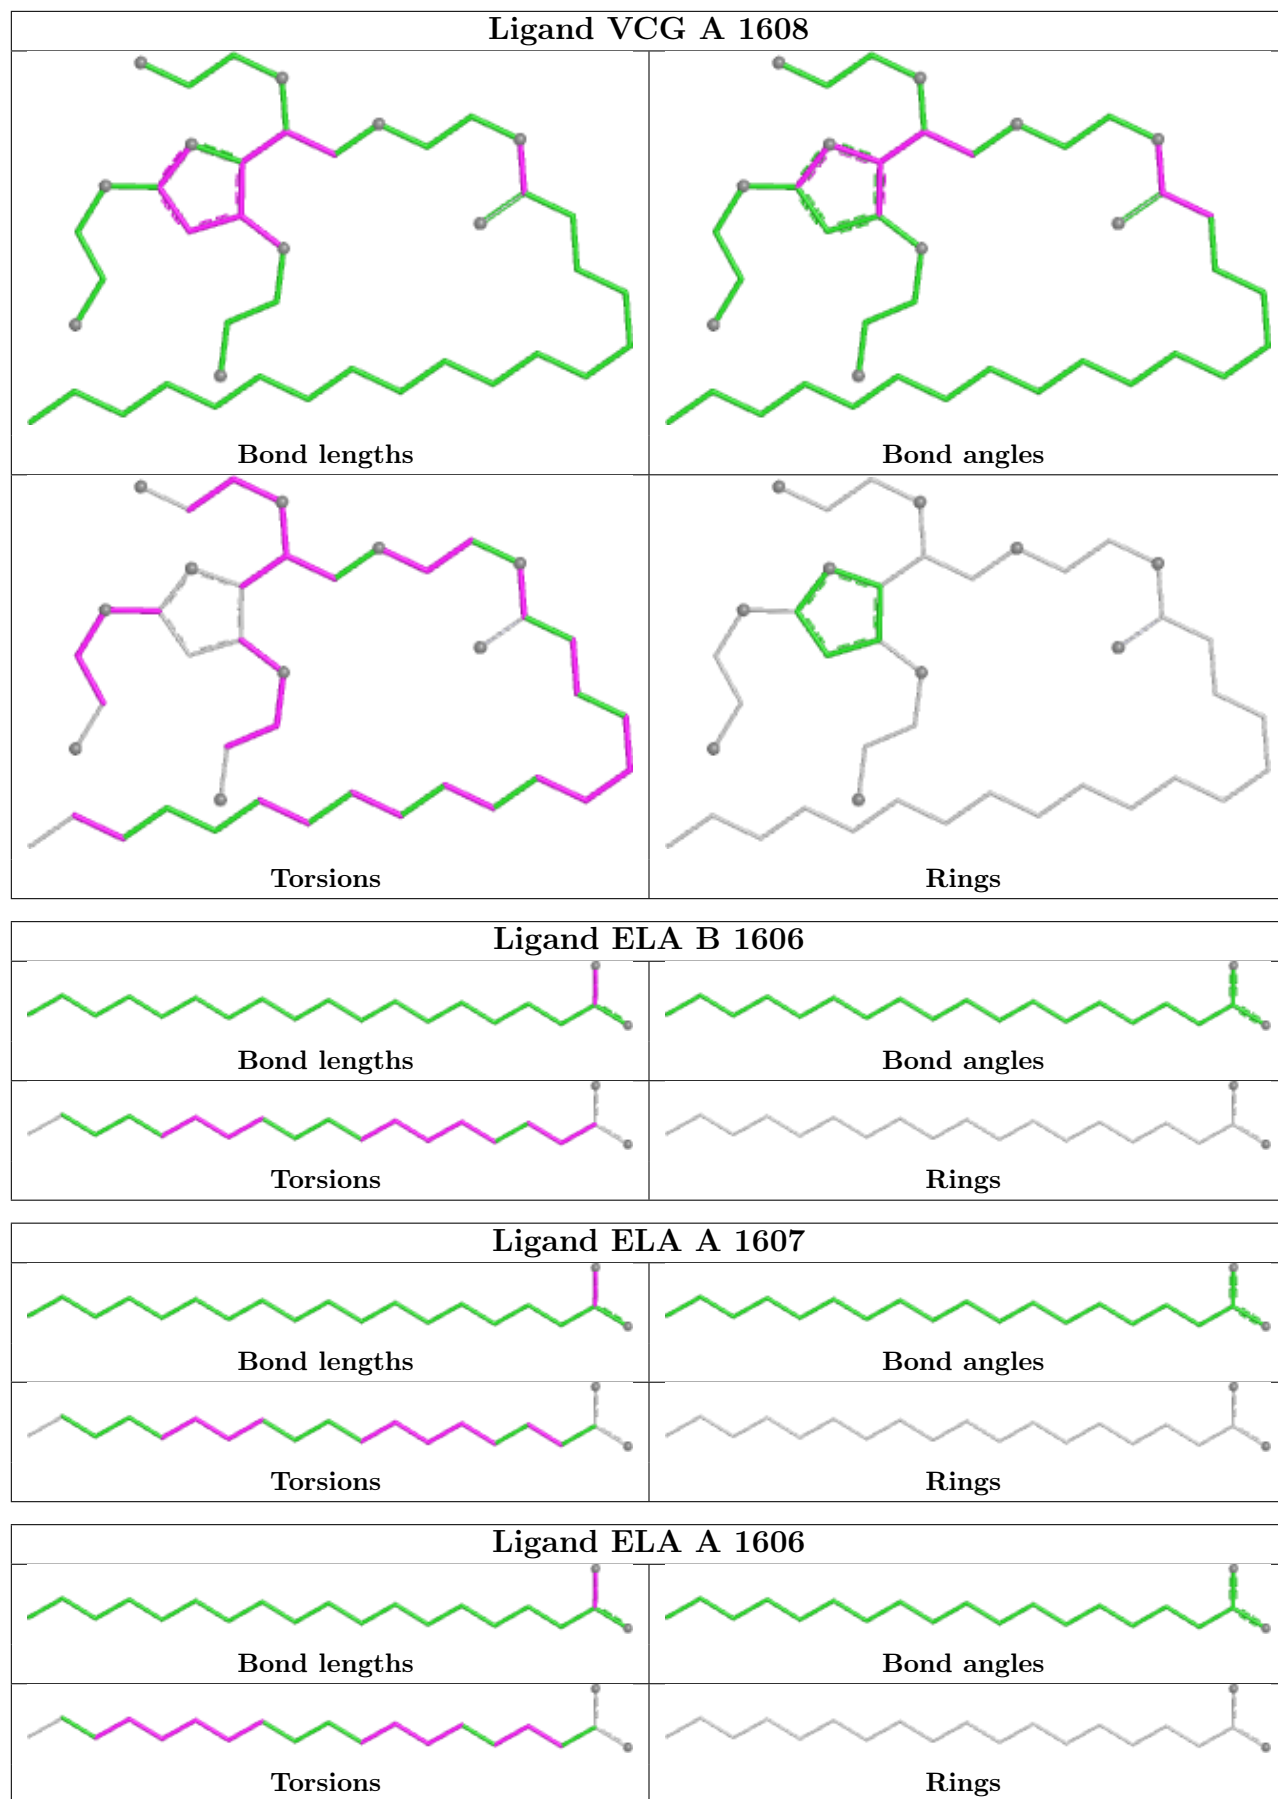 Ligand VCG A 1608
Bond lengths
Bond angles
Torsions
Rings
Ligand ELA B 1606
Bond lengths
Bond angles
Torsions
Rings
Ligand ELA A 1607
Bond lengths
Bond angles
Torsions
Rings
Ligand ELA A 1606
Bond lengths
Bond angles
Torsions
Rings